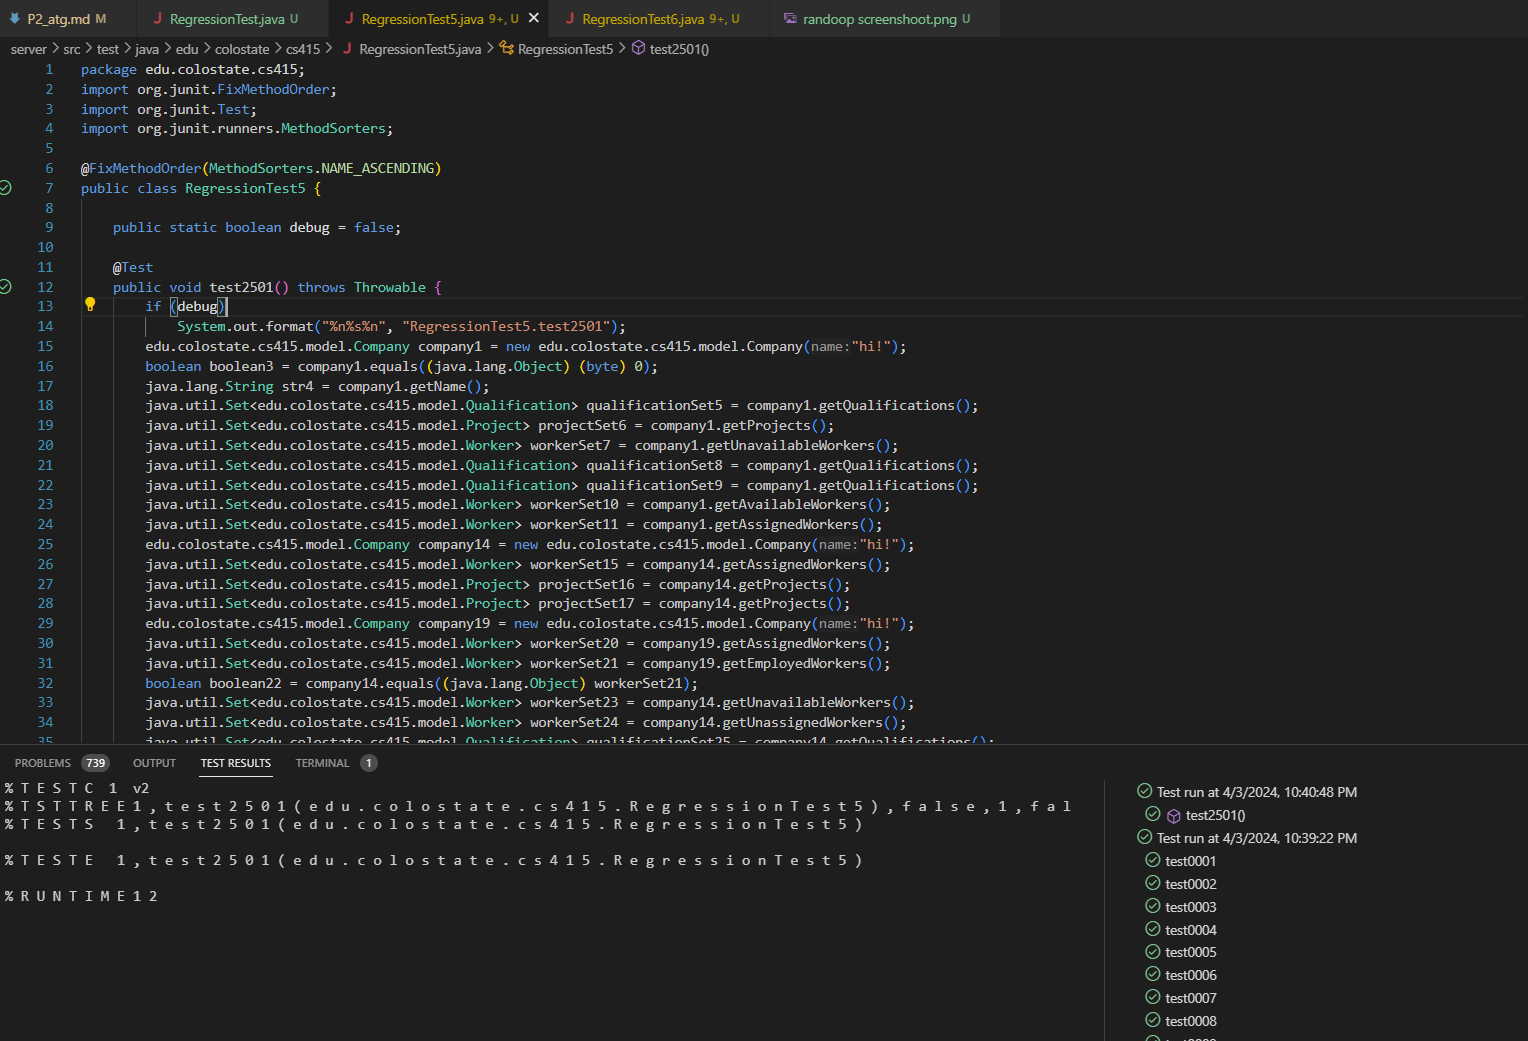 P2_atg.md M
RegressionTest.java U
RegressionTest5.java 9+, U
RegressionTest6.java 9+, U
randoop screenshoot.png U
server > src > test > java > edu > colostate > cs415 > RegressionTest5.java > RegressionTest5 > test2501()
1 package edu.colostate.cs415;
2 import org.junit.FixMethodOrder;
3 import org.junit.Test;
4 import org.junit.runners.MethodSorters;
5
6 @FixMethodOrder(MethodSorters.NAME_ASCENDING)
7 public class RegressionTest5 {
8
9 public static boolean debug = false;
10
11 @Test
12 public void test2501() throws Throwable {
13 if (debug)
14 System.out.format("%n%s%n", "RegressionTest5.test2501");
15 edu.colostate.cs415.model.Company company1 = new edu.colostate.cs415.model.Company(name:"hi!");
16 boolean boolean3 = company1.equals((java.lang.Object) (byte) 0);
17 java.lang.String str4 = company1.getName();
18 java.util.Set<edu.colostate.cs415.model.Qualification> qualificationSet5 = company1.getQualifications();
19 java.util.Set<edu.colostate.cs415.model.Project> projectSet6 = company1.getProjects();
20 java.util.Set<edu.colostate.cs415.model.Worker> workerSet7 = company1.getUnavailableWorkers();
21 java.util.Set<edu.colostate.cs415.model.Qualification> qualificationSet8 = company1.getQualifications();
22 java.util.Set<edu.colostate.cs415.model.Qualification> qualificationSet9 = company1.getQualifications();
23 java.util.Set<edu.colostate.cs415.model.Worker> workerSet10 = company1.getAvailableWorkers();
24 java.util.Set<edu.colostate.cs415.model.Worker> workerSet11 = company1.getAssignedWorkers();
25 edu.colostate.cs415.model.Company company14 = new edu.colostate.cs415.model.Company(name:"hi!");
26 java.util.Set<edu.colostate.cs415.model.Worker> workerSet15 = company14.getAssignedWorkers();
27 java.util.Set<edu.colostate.cs415.model.Project> projectSet16 = company14.getProjects();
28 java.util.Set<edu.colostate.cs415.model.Project> projectSet17 = company14.getProjects();
29 edu.colostate.cs415.model.Company company19 = new edu.colostate.cs415.model.Company(name:"hi!");
30 java.util.Set<edu.colostate.cs415.model.Worker> workerSet20 = company19.getAssignedWorkers();
31 java.util.Set<edu.colostate.cs415.model.Worker> workerSet21 = company19.getEmployedWorkers();
32 boolean boolean22 = company14.equals((java.lang.Object) workerSet21);
33 java.util.Set<edu.colostate.cs415.model.Worker> workerSet23 = company14.getUnavailableWorkers();
34 java.util.Set<edu.colostate.cs415.model.Worker> workerSet24 = company14.getUnassignedWorkers();
35 java.util.Set<edu.colostate.cs415.model.Qualification> qualificationSet25 = company14.getQualifications();
PROBLEMS 739 OUTPUT TEST RESULTS TERMINAL 1
%TESTC 1 v2
%TSTTREE1,test2501(edu.colostate.cs415.RegressionTest5),false,1,fal
%TESTS 1,test2501(edu.colostate.cs415.RegressionTest5)
%TESTE 1,test2501(edu.colostate.cs415.RegressionTest5)
%RUNTIME12
Test run at 4/3/2024, 10:40:48 PM
test2501()
Test run at 4/3/2024, 10:39:22 PM
test0001
test0002
test0003
test0004
test0005
test0006
test0007
test0008